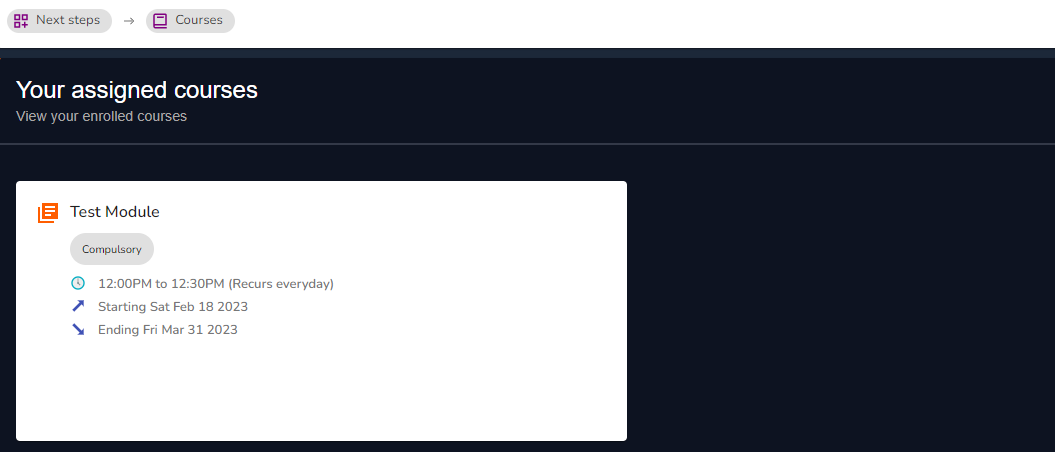 Next steps → Courses
Your assigned courses
View your enrolled courses
Test Module
Compulsory
12:00PM to 12:30PM (Recurs everyday)
Starting Sat Feb 18 2023
Ending Fri Mar 31 2023